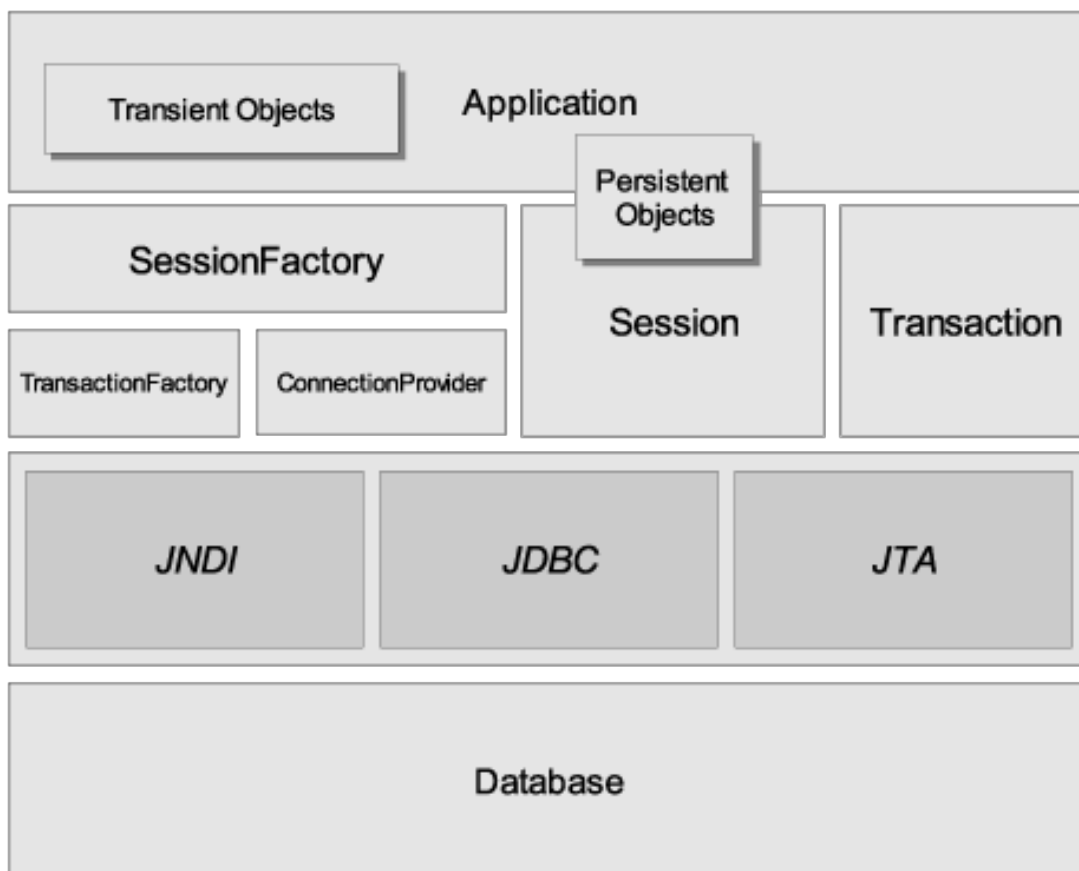 Transient Objects
Application
Persistent
Objects
SessionFactory
Session
Transaction
TransactionFactory
ConnectionProvider
JNDI
JDBC
JTA
Database